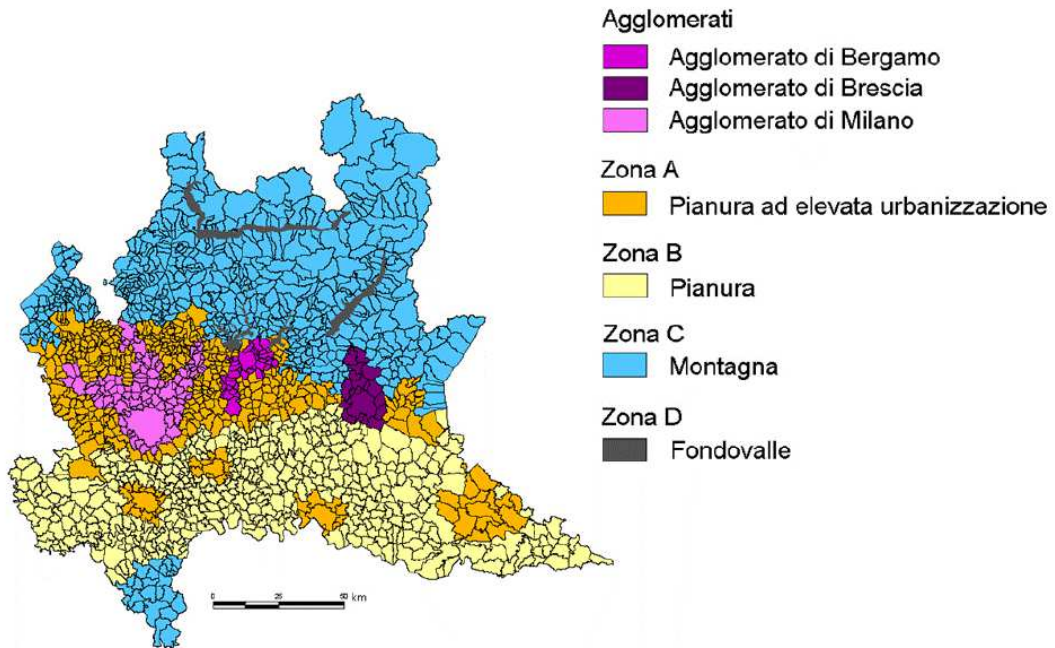 Agglomerati
Agglomerato di Bergamo
Agglomerato di Brescia
Agglomerato di Milano
Zona A
Pianura ad elevata urbanizzazione
Zona B
Pianura
Zona C
Montagna
Zona D
Fondovalle
0 25 50 km